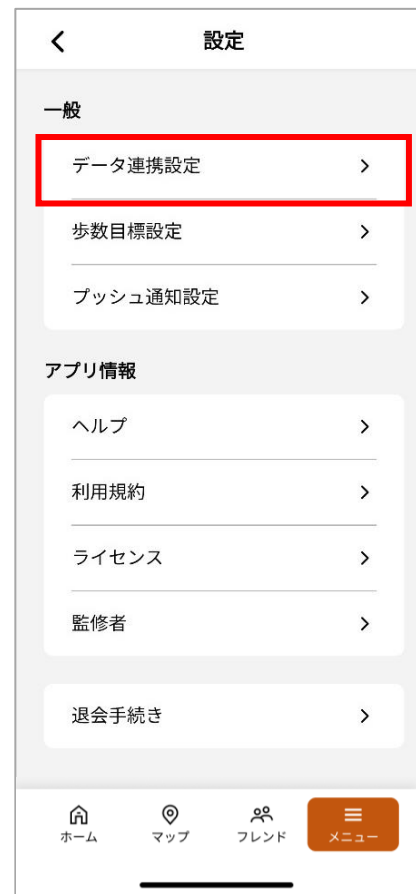 設定
一般
データ連携設定
歩数目標設定
プッシュ通知設定
アプリ情報
ヘルプ
利用規約
ライセンス
監修者
退会手続き
ホーム マップ フレンド メニュー